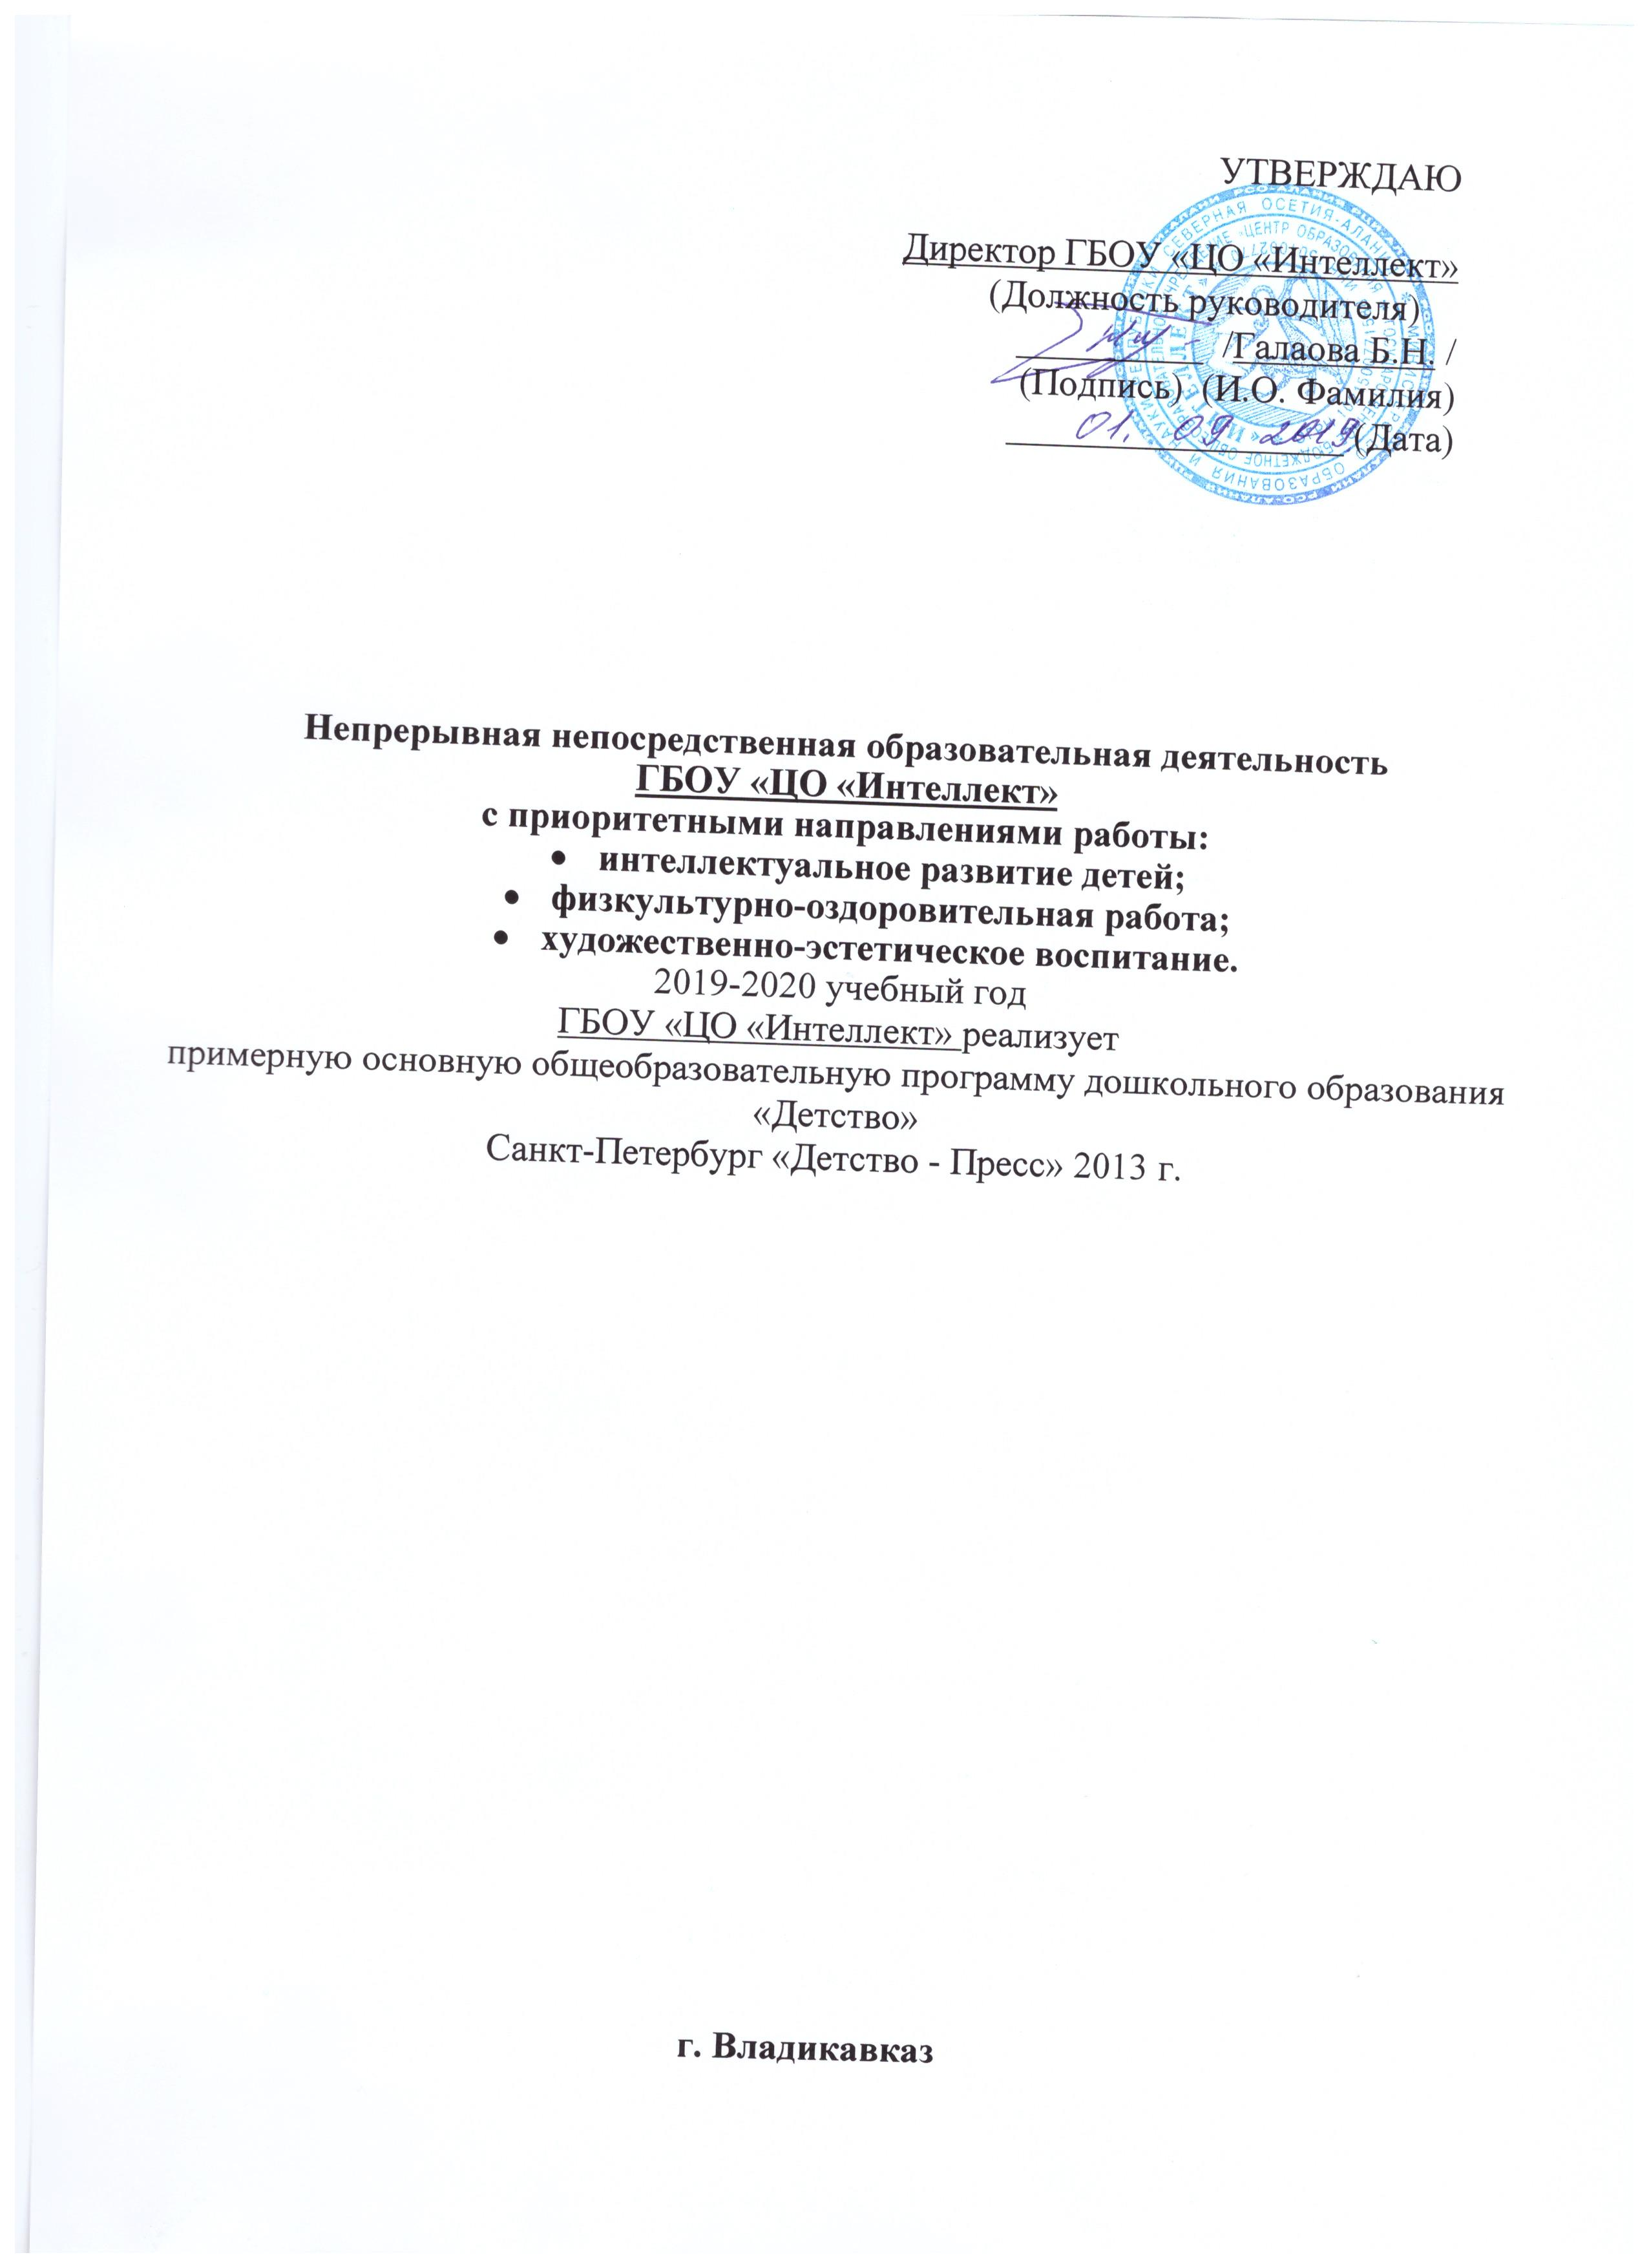 УТВЕРЖДАЮ
Директор ГБОУ «ЦО «Интеллект»
(Должность руководителя)
/Галаова Б.Н. /
(Подпись) (И.О. Фамилия)
01. 09 2019 (Дата)
Непрерывная непосредственная образовательная деятельность
ГБОУ «ЦО «Интеллект»
с приоритетными направлениями работы:
• интеллектуальное развитие детей;
• физкультурно-оздоровительная работа;
• художественно-эстетическое воспитание.
2019-2020 учебный год
ГБОУ «ЦО «Интеллект» реализует
примерную основную общеобразовательную программу дошкольного образования
«Детство»
Санкт-Петербург «Детство - Пресс» 2013 г.
г. Владикавказ